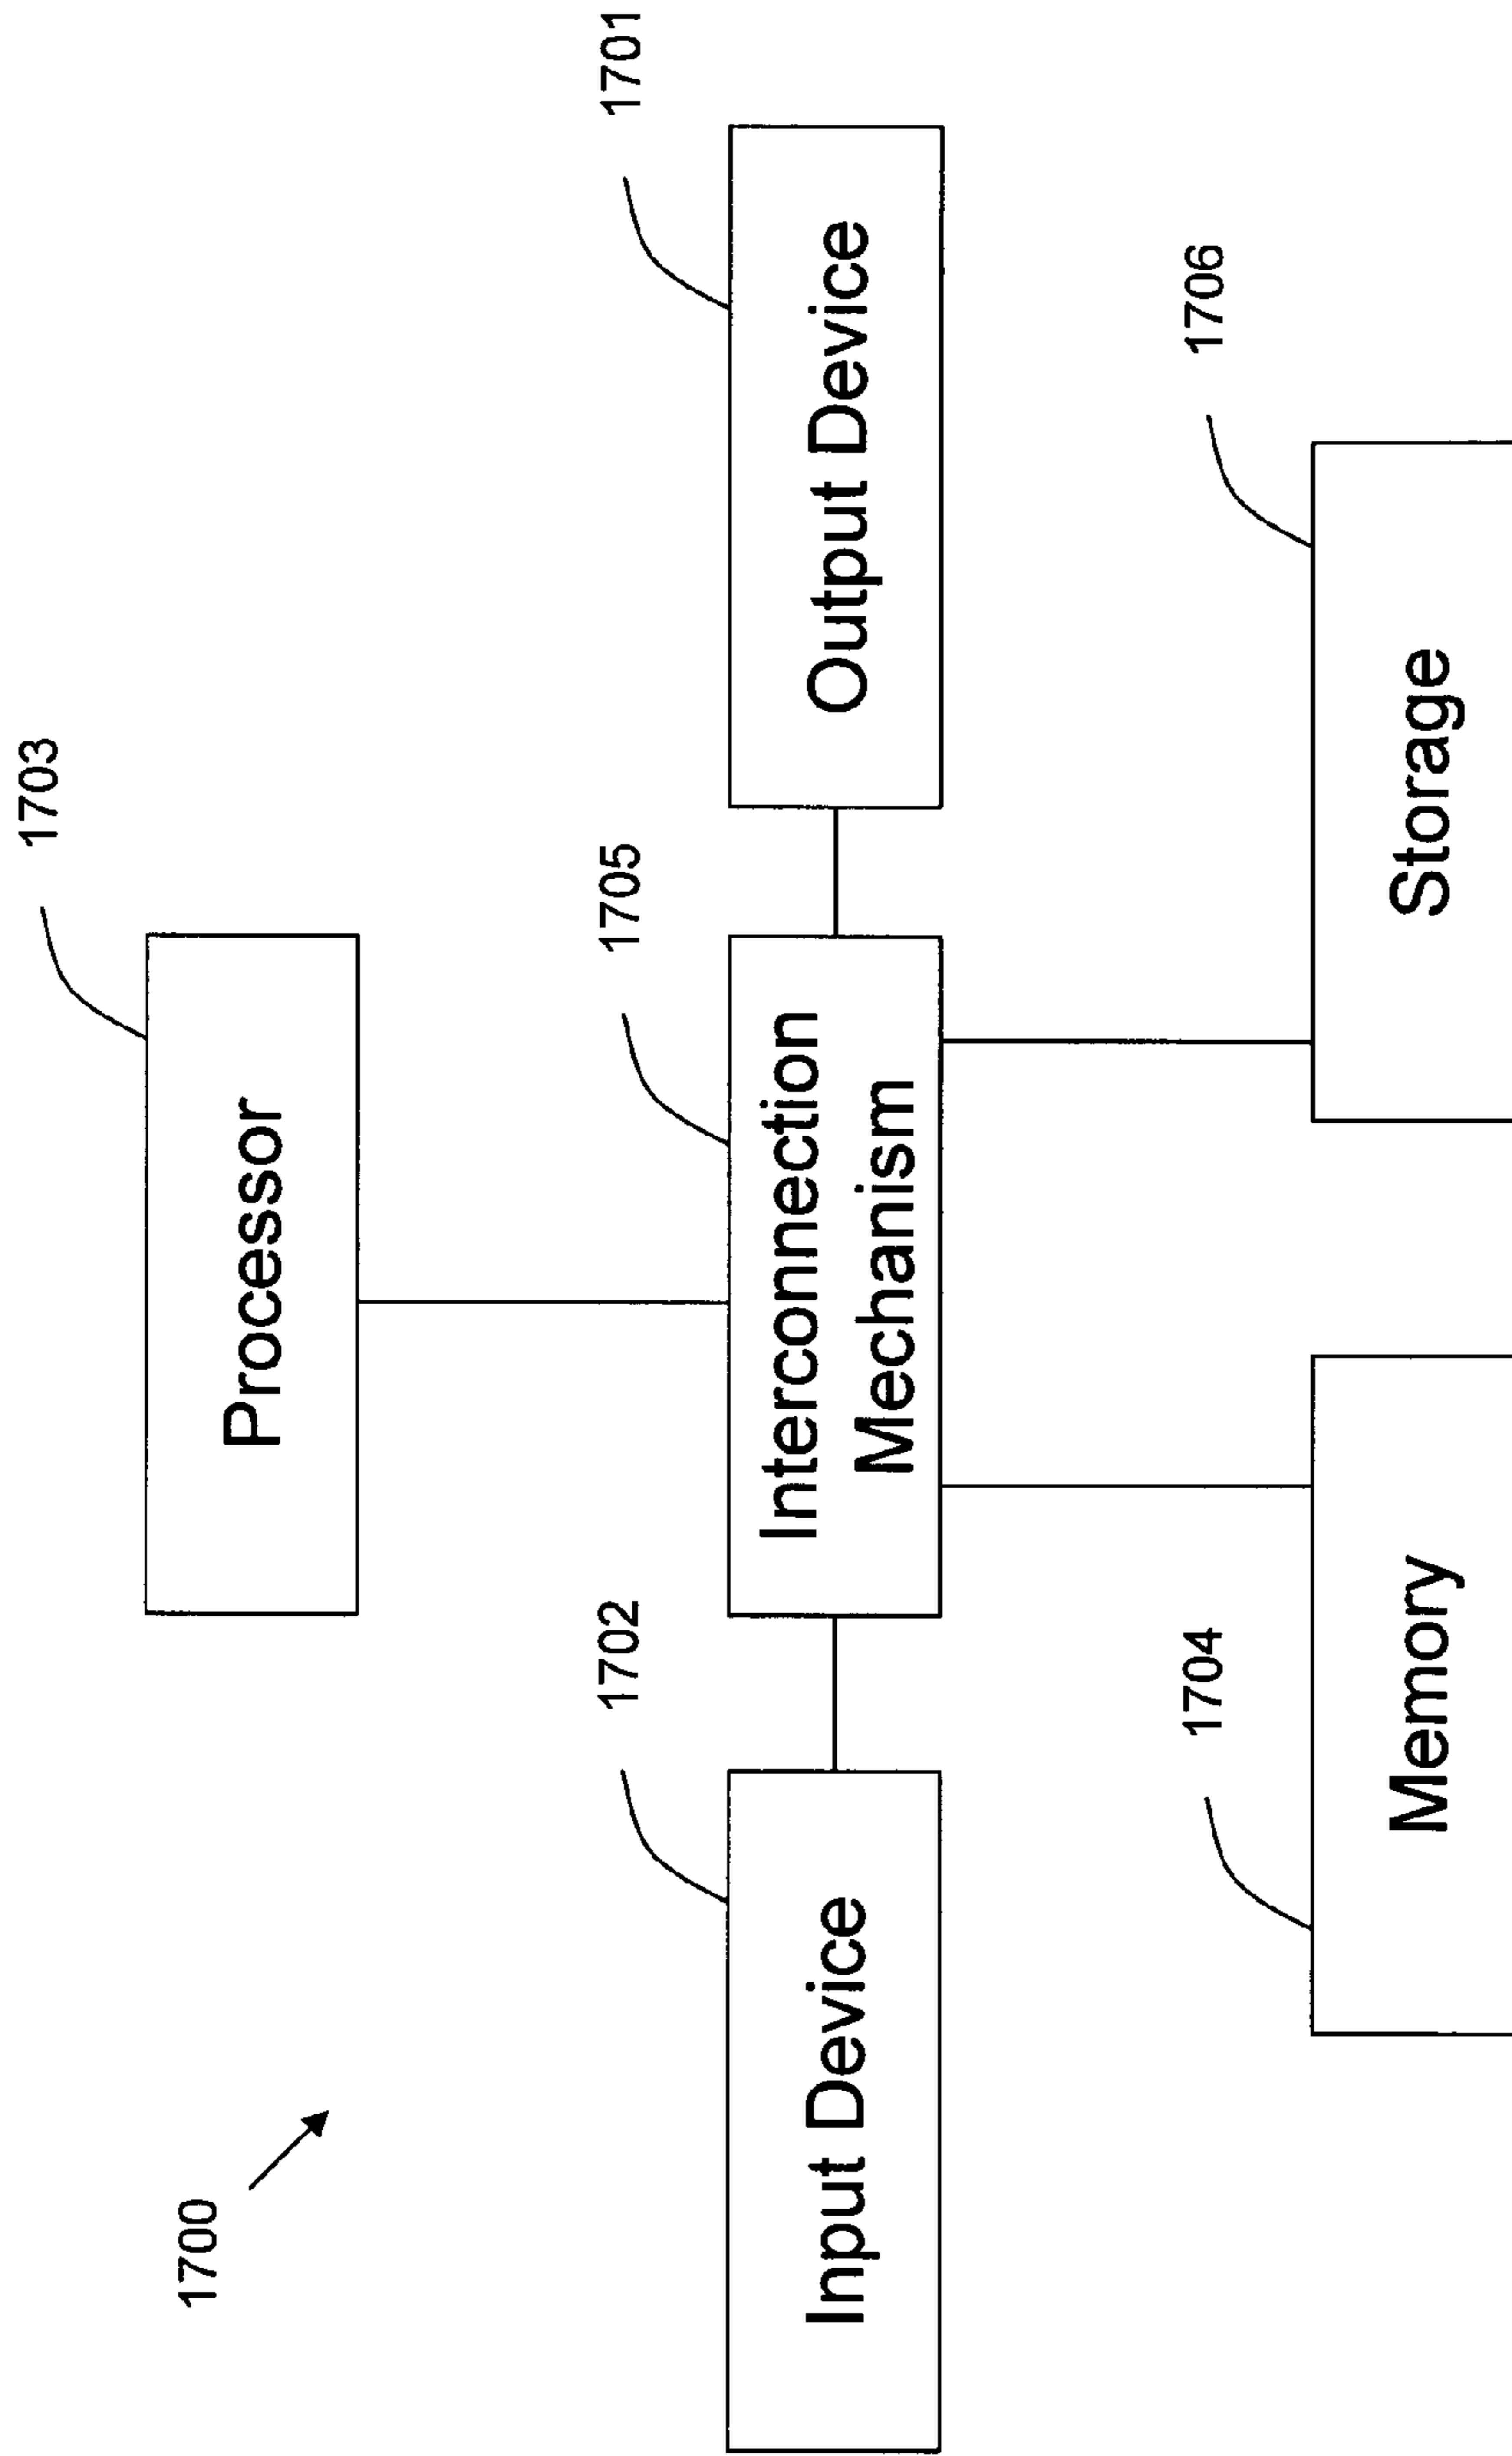 1703
Processor
1700
1702
1705
1701
Input Device
Interconnection
Mechanism
Output Device
1704
1706
Memory
Storage